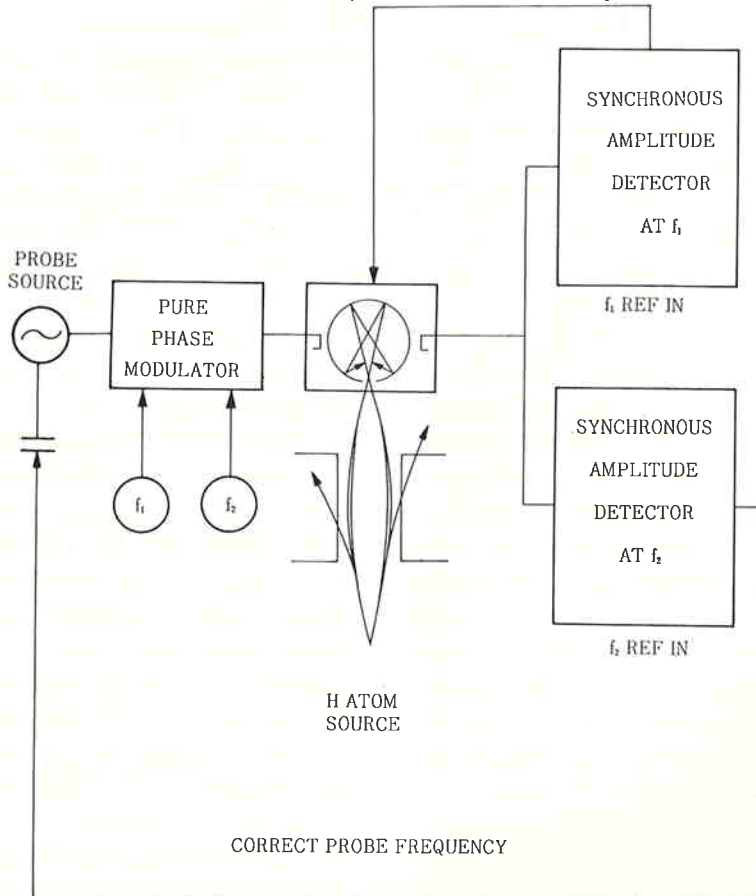 SYNCHRONOUS
AMPLITUDE
DETECTOR
AT f₁
f₁ REF IN
PROBE
SOURCE
PURE
PHASE
MODULATOR
f₁
f₂
SYNCHRONOUS
AMPLITUDE
DETECTOR
AT f₂
f₂ REF IN
H ATOM
SOURCE
CORRECT PROBE FREQUENCY